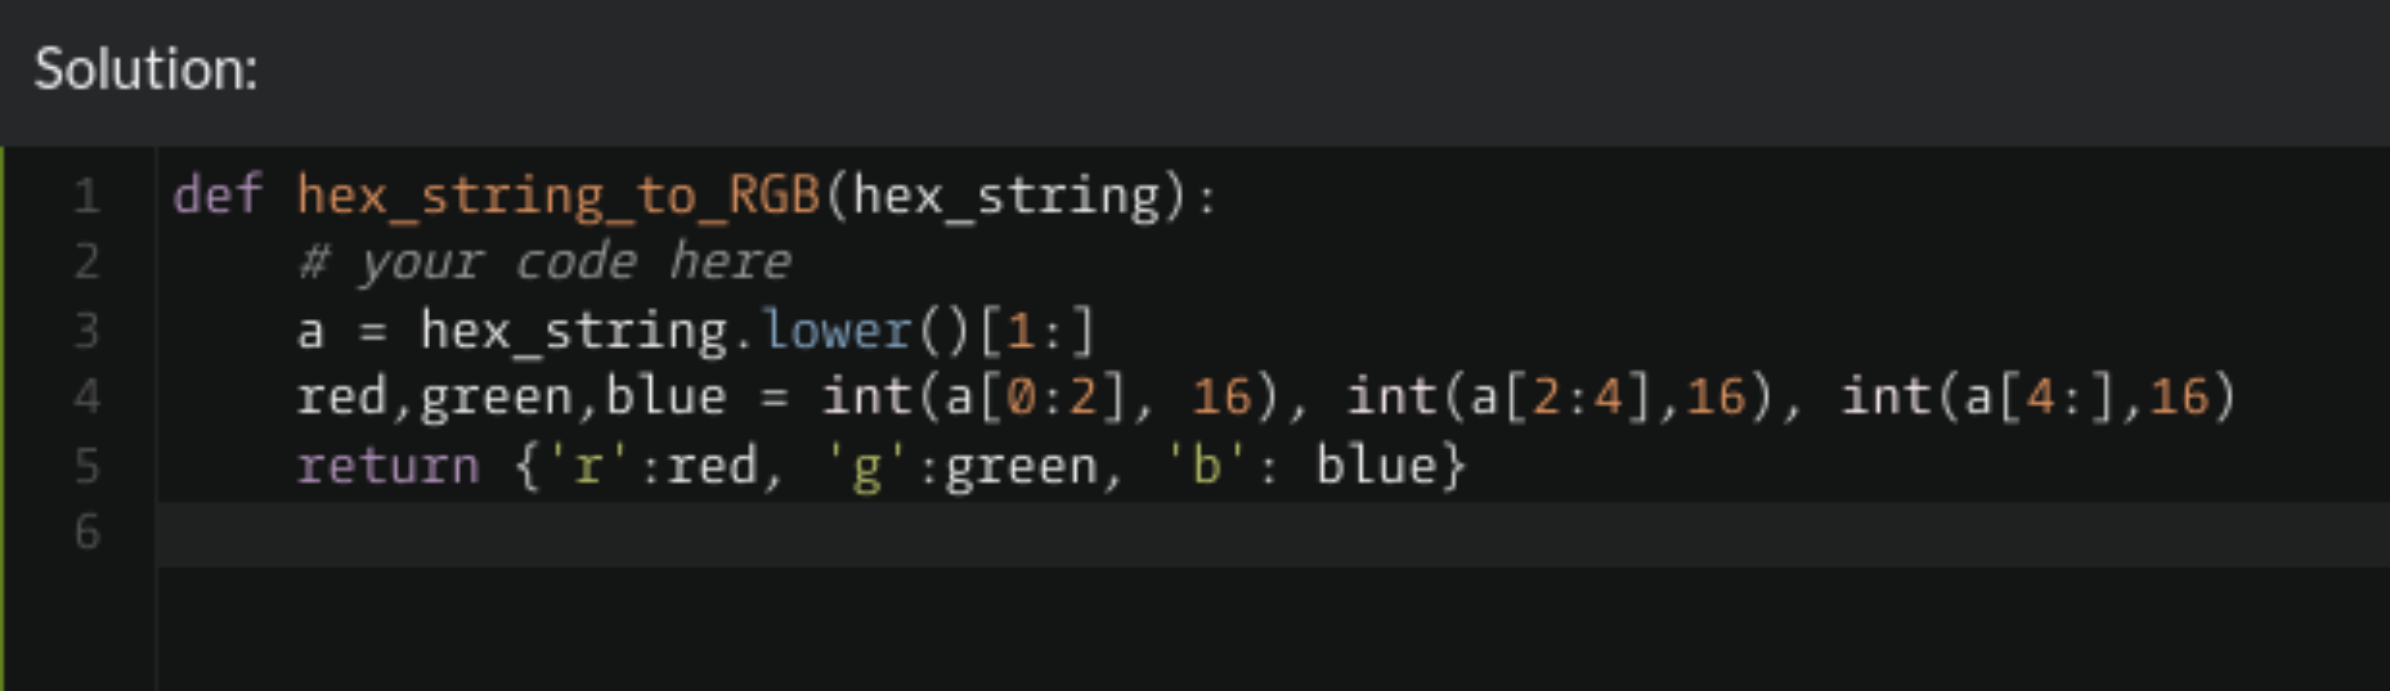 Solution:
1 def hex_string_to_RGB(hex_string):
2     # your code here
3     a = hex_string.lower()[1:]
4     red,green,blue = int(a[0:2], 16), int(a[2:4],16), int(a[4:],16)
5     return {'r':red, 'g':green, 'b': blue}
6